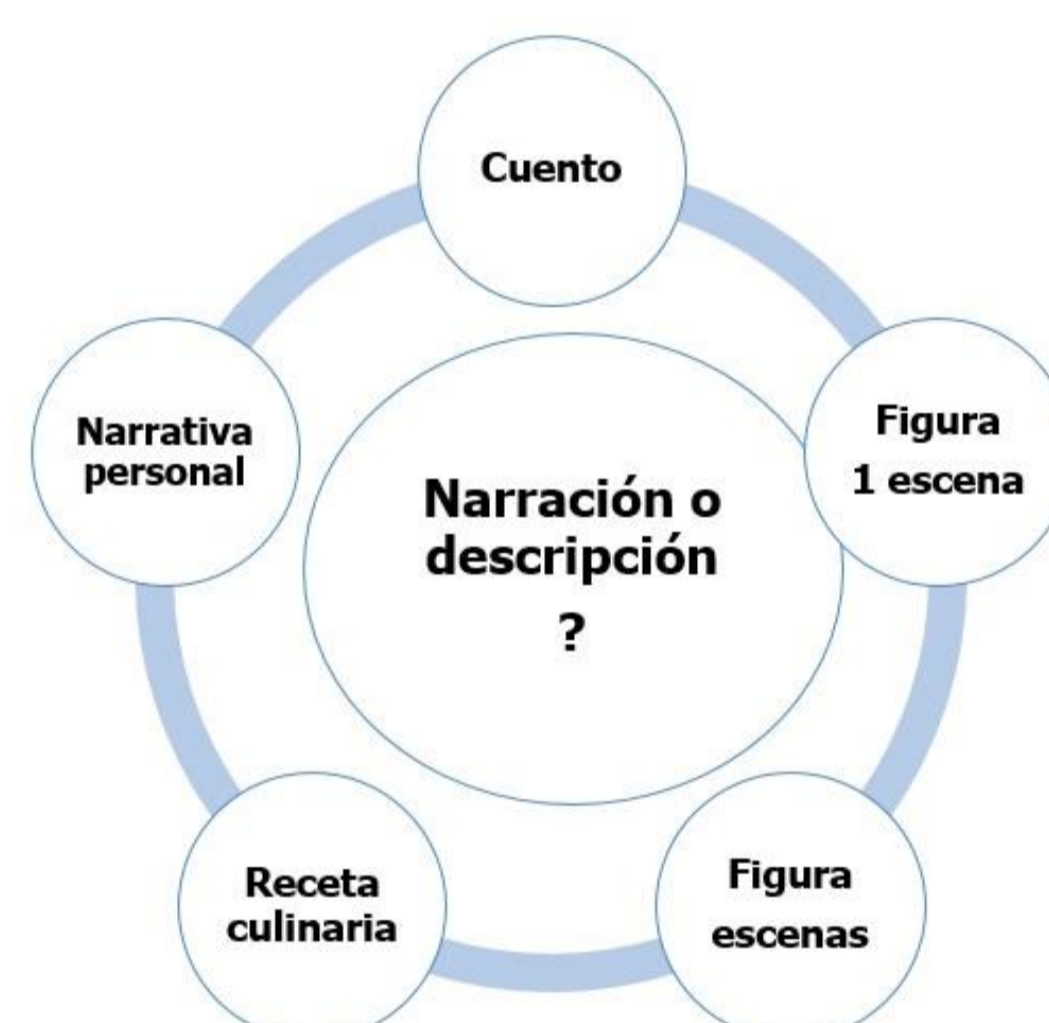 Cuento
Figura
1 escena
Figura
escenas
Receta
culinaria
Narrativa
personal
Narración o
descripción
?